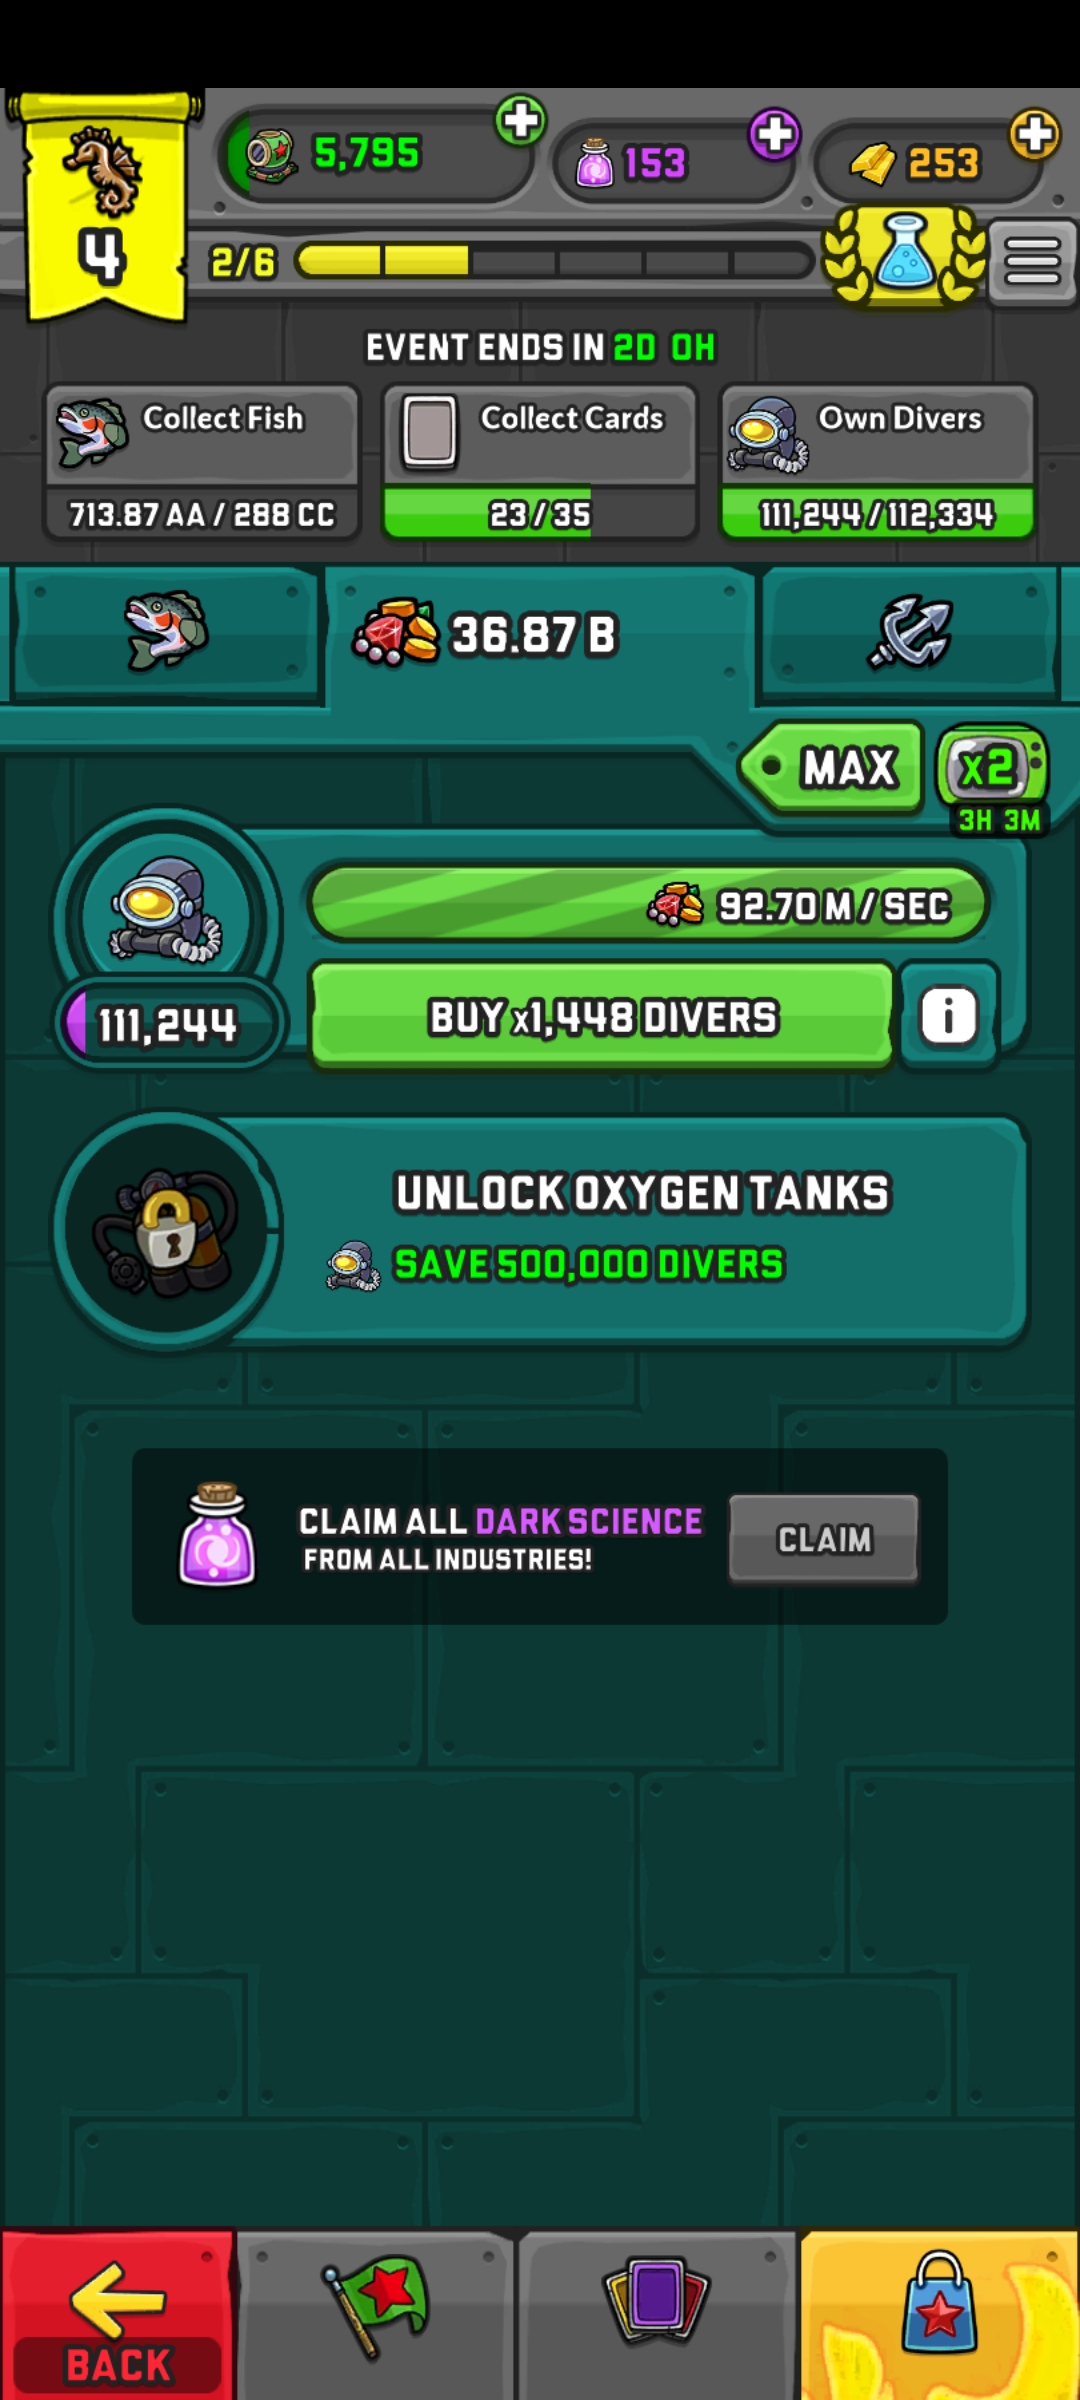 5,795
153
253
4
2/6
EVENT ENDS IN 2D 0H
Collect Fish
713.87 AA / 288 CC
Collect Cards
23 / 35
Own Divers
111,244 / 112,334
36.87 B
MAX
x2
3H 3M
92.70 M / SEC
111,244
BUY x1,448 DIVERS
i
UNLOCK OXYGEN TANKS
SAVE 500,000 DIVERS
CLAIM ALL DARK SCIENCE
FROM ALL INDUSTRIES!
CLAIM
BACK